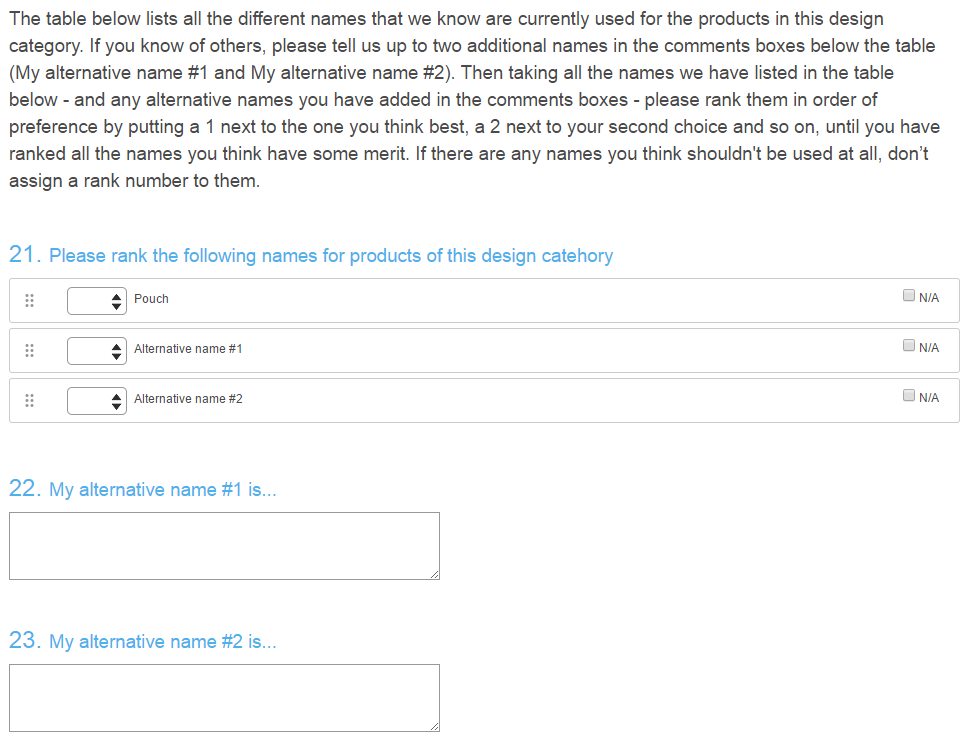 The table below lists all the different names that we know are currently used for the products in this design
category. If you know of others, please tell us up to two additional names in the comments boxes below the table
(My alternative name #1 and My alternative name #2). Then taking all the names we have listed in the table
below - and any alternative names you have added in the comments boxes - please rank them in order of
preference by putting a 1 next to the one you think best, a 2 next to your second choice and so on, until you have
ranked all the names you think have some merit. If there are any names you think shouldn't be used at all, don’t
assign a rank number to them.
21. Please rank the following names for products of this design catehory
Pouch N/A
Alternative name #1 N/A
Alternative name #2 N/A
22. My alternative name #1 is...
23. My alternative name #2 is...